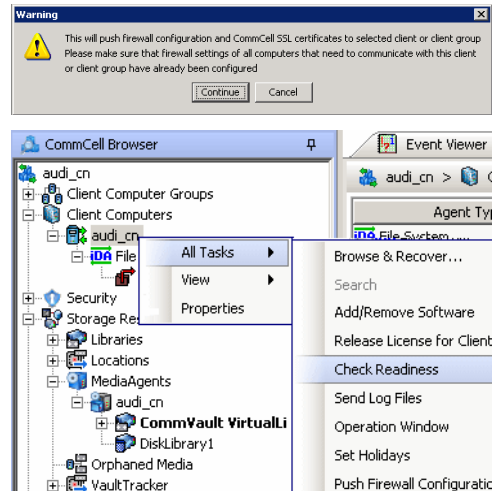 Warning
This will push firewall configuration and CommCell SSL certificates to selected client or client group
Please make sure that firewall settings of all computers that need to communicate with this client
or client group have already been configured
Continue Cancel
CommCell Browser
Event Viewer
audi_cn
audi_cn >
Client Computer Groups
Client Computers
Agent Typ
audi_cn
iDA File System
iDA File
All Tasks
Browse & Recover...
View
Search
Properties
Add/Remove Software
Security
Storage Re
Release License for Client
Libraries
Locations
Check Readiness
MediaAgents
Send Log Files
audi_cn
CommVault VirtualLi
Operation Window
DiskLibrary1
Set Holidays
Orphaned Media
VaultTracker
Push Firewall Configuratic